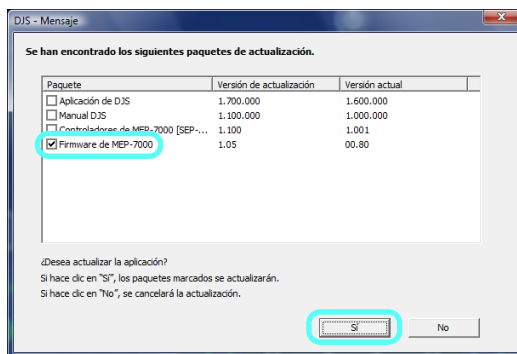 DJS - Mensaje
Se han encontrado los siguientes paquetes de actualización.
Paquete Versión de actualización Versión actual
Aplicación de DJS 1.700.000 1.600.000
Manual DJS 1.100.000 1.000.000
Controladores de MEP-7000 [SEP-... 1.100 1.001
Firmware de MEP-7000 1.05 00.80
¿Desea actualizar la aplicación?
Si hace clic en "Sí", los paquetes marcados se actualizarán.
Si hace clic en "No", se cancelará la actualización.
Sí No